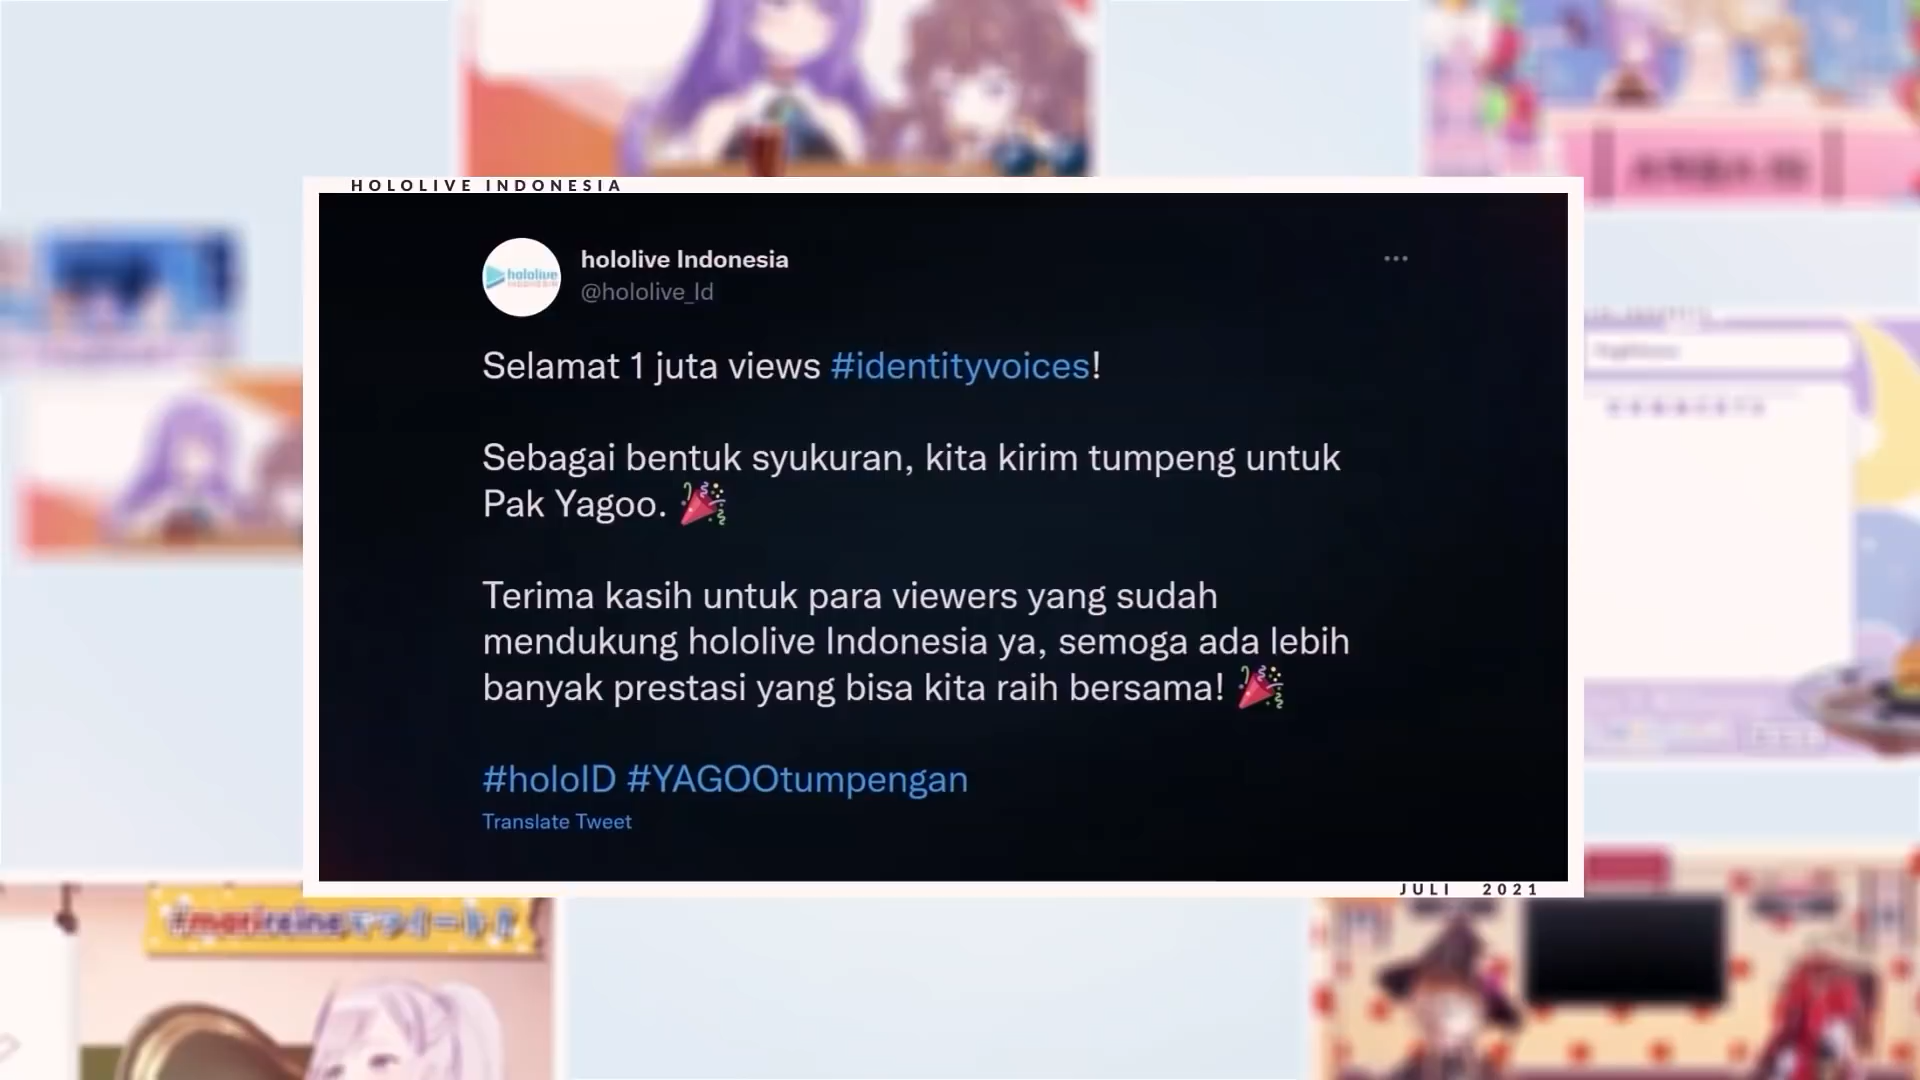 HOLOLIVE INDONESIA
hololive
INDONESIA
hololive Indonesia
@hololive_Id
Selamat 1 juta views #identityvoices!
Sebagai bentuk syukuran, kita kirim tumpeng untuk
Pak Yagoo. 🎉
Terima kasih untuk para viewers yang sudah
mendukung hololive Indonesia ya, semoga ada lebih
banyak prestasi yang bisa kita raih bersama! 🎉
#holoID #YAGOOtumpengan
Translate Tweet
JULI 2021